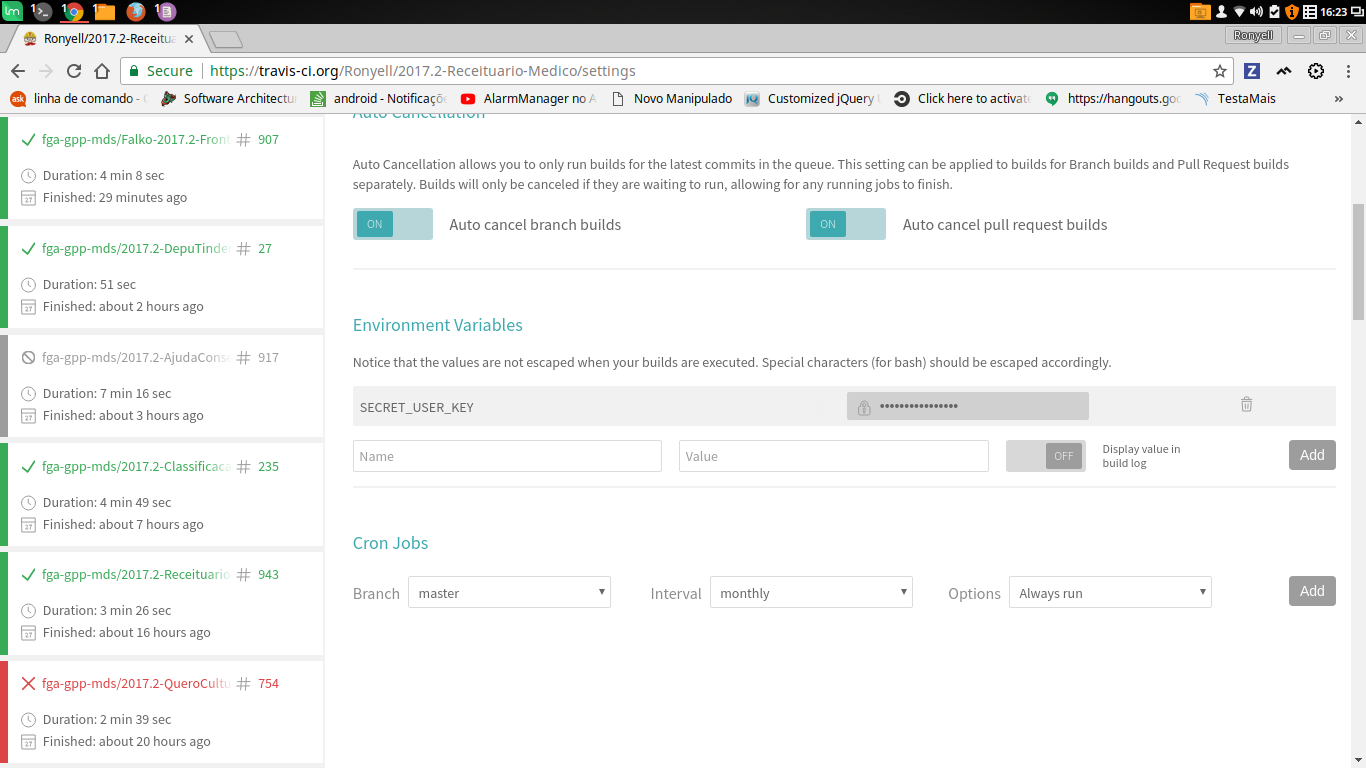 1 1 1 1 16:23
Ronyell/2017.2-Receitua Ronyell
Secure https://travis-ci.org/Ronyell/2017.2-Receituario-Medico/settings
ask linha de comando - Software Architectu android - Notificaçõ AlarmManager no A Novo Manipulado Customized jQuery Click here to activate https://hangouts.go TestaMais »
fga-gpp-mds/Falko-2017.2-Front # 907
Duration: 4 min 8 sec
Finished: 29 minutes ago
fga-gpp-mds/2017.2-DepuTinde # 27
Duration: 51 sec
Finished: about 2 hours ago
fga-gpp-mds/2017.2-AjudaCons # 917
Duration: 7 min 16 sec
Finished: about 3 hours ago
fga-gpp-mds/2017.2-Classificaca # 235
Duration: 4 min 49 sec
Finished: about 7 hours ago
fga-gpp-mds/2017.2-Receituario # 943
Duration: 3 min 26 sec
Finished: about 16 hours ago
fga-gpp-mds/2017.2-QueroCultu # 754
Duration: 2 min 39 sec
Finished: about 20 hours ago
Auto Cancellation
Auto Cancellation allows you to only run builds for the latest commits in the queue. This setting can be applied to builds for Branch builds and Pull Request builds
separately. Builds will only be canceled if they are waiting to run, allowing for any running jobs to finish.
ON Auto cancel branch builds ON Auto cancel pull request builds
Environment Variables
Notice that the values are not escaped when your builds are executed. Special characters (for bash) should be escaped accordingly.
SECRET_USER_KEY ••••••••••••••••
Name Value OFF Display value in
build log
Add
Cron Jobs
Branch master Interval monthly Options Always run Add